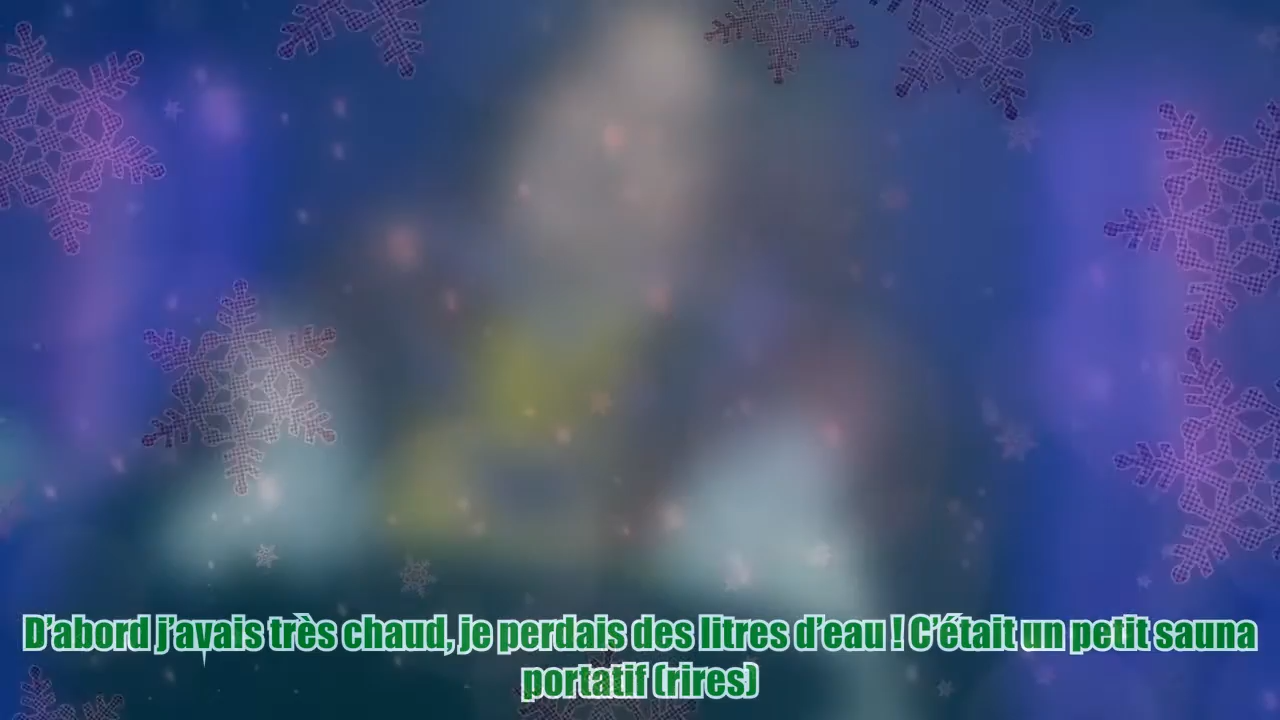 D’abord j’avais très chaud, je perdais des litres d’eau ! C’était un petit sauna
portatif (rires)